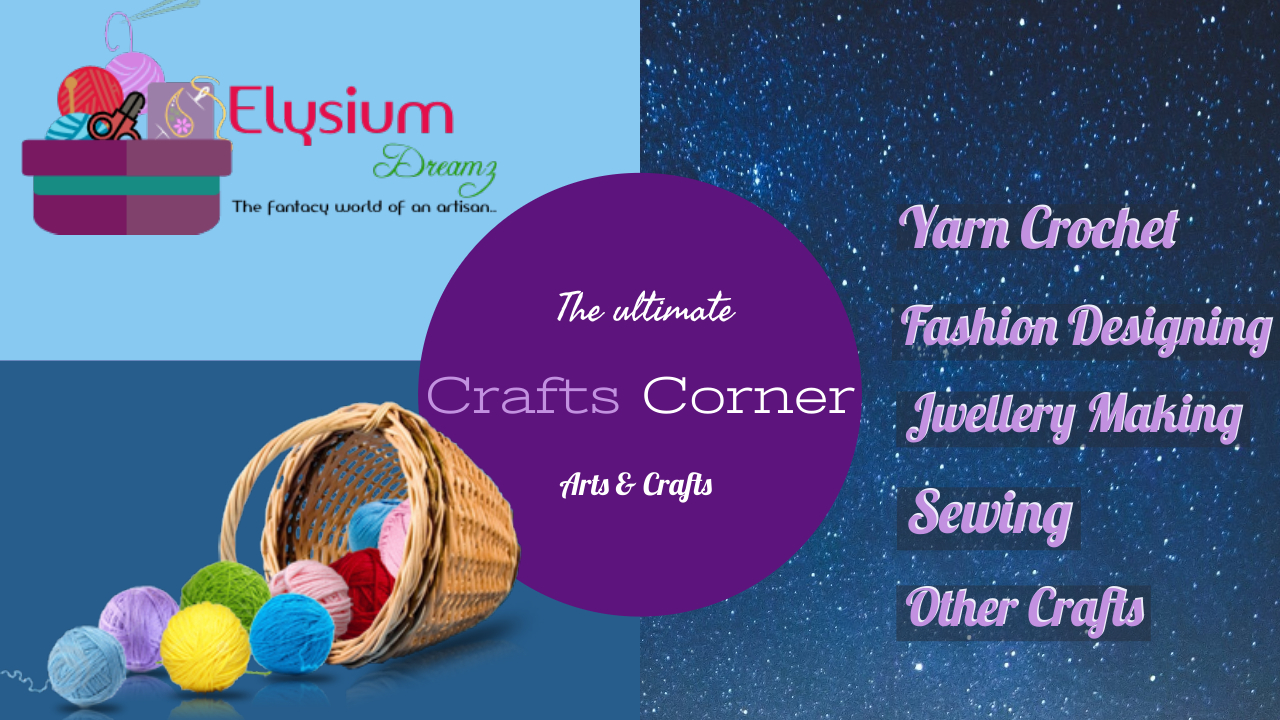 Elysium
Dreamz
The fantacy world of an artisan...
The ultimate
Crafts Corner
Arts & Crafts
Yarn Crochet
Fashion Designing
Jwellery Making
Sewing
Other Crafts